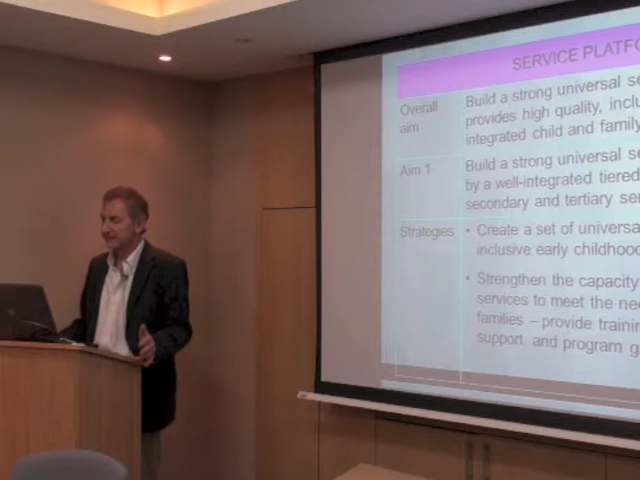 SERVICE PLATFO
Overall aim
Build a strong universal se
provides high quality, inclu
integrated child and family
Aim 1
Build a strong universal se
by a well-integrated tiered
secondary and tertiary ser
Strategies
• Create a set of universa
inclusive early childhood
• Strengthen the capacity
services to meet the nee
families – provide trainin
support, and program g